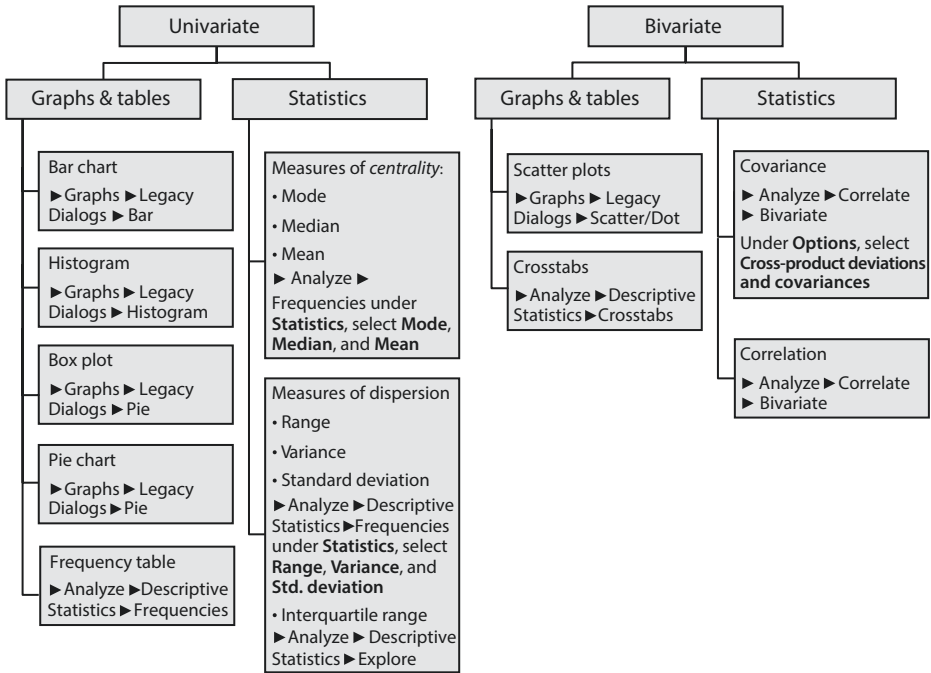 Univariate
Graphs & tables
Bar chart
►Graphs ► Legacy
Dialogs ► Bar
Histogram
►Graphs ► Legacy
Dialogs ► Histogram
Box plot
►Graphs ► Legacy
Dialogs ► Pie
Pie chart
►Graphs ► Legacy
Dialogs ►Pie
Frequency table
►Analyze ►Descriptive
Statistics ► Frequencies
Statistics
Measures of centrality:
• Mode
• Median
• Mean
► Analyze ►
Frequencies under
Statistics, select Mode,
Median, and Mean
Measures of dispersion
• Range
• Variance
• Standard deviation
►Analyze ►Descriptive
Statistics ►Frequencies
under Statistics, select
Range, Variance, and
Std. deviation
• Interquartile range
►Analyze ► Descriptive
Statistics ► Explore
Bivariate
Graphs & tables
Scatter plots
►Graphs ► Legacy
Dialogs ►Scatter/Dot
Crosstabs
►Analyze ►Descriptive
Statistics ►Crosstabs
Statistics
Covariance
► Analyze ►Correlate
► Bivariate
Under Options, select
Cross-product deviations
and covariances
Correlation
► Analyze ►Correlate
► Bivariate